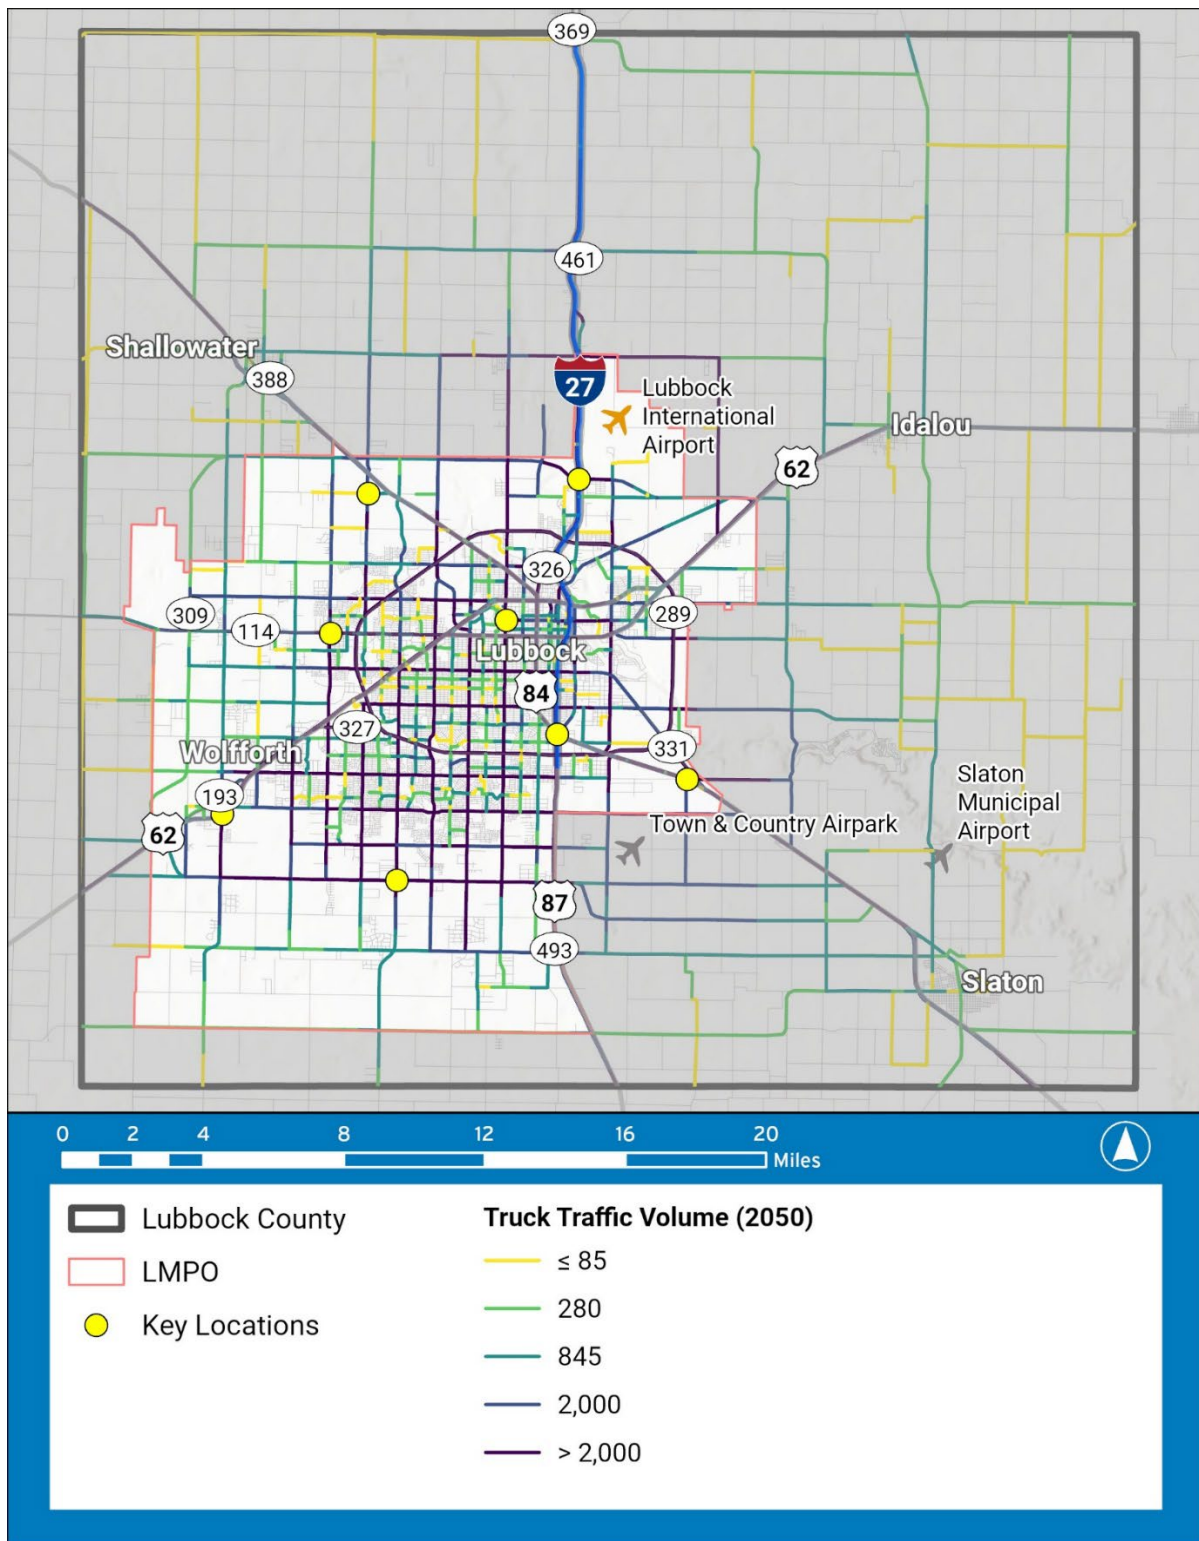 369
461
Shallowater
388
27
Lubbock
International
Airport
Idalou
62
326
309
114
289
Lubbock
84
327
Wolfforth
331
193
Slaton
Municipal
Airport
62
Town & Country Airpark
87
493
Slaton
0 2 4 8 12 16 20
Miles
Lubbock County
LMPO
Key Locations
Truck Traffic Volume (2050)
≤ 85
280
845
2,000
> 2,000